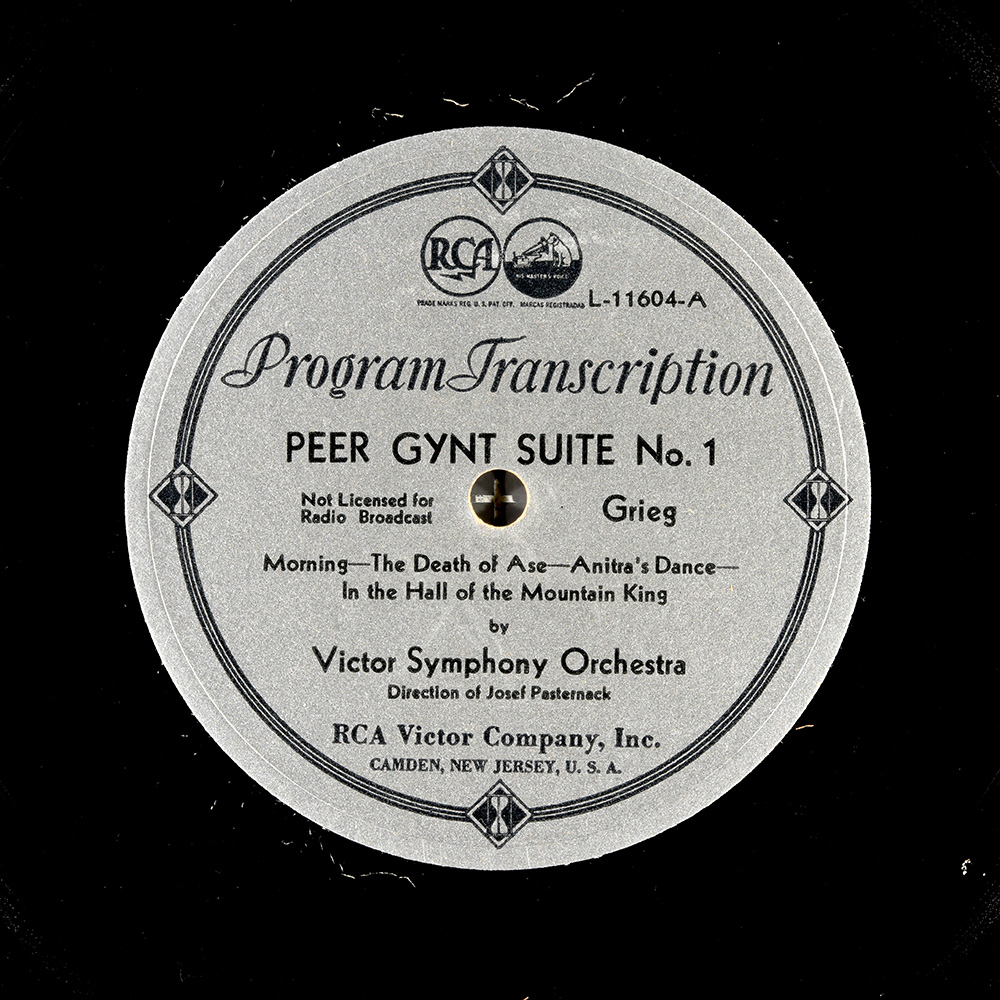 RCA
HIS MASTER'S VOICE
TRADE MARKS REG. U. S. PAT. OFF. MARCAS REGISTRADAS
L-11604-A
Program Transcription
PEER GYNT SUITE No. 1
Not Licensed for
Radio Broadcast
Grieg
Morning—The Death of Ase—Anitra's Dance—
In the Hall of the Mountain King
by
Victor Symphony Orchestra
Direction of Josef Pasternack
RCA Victor Company, Inc.
CAMDEN, NEW JERSEY, U. S. A.